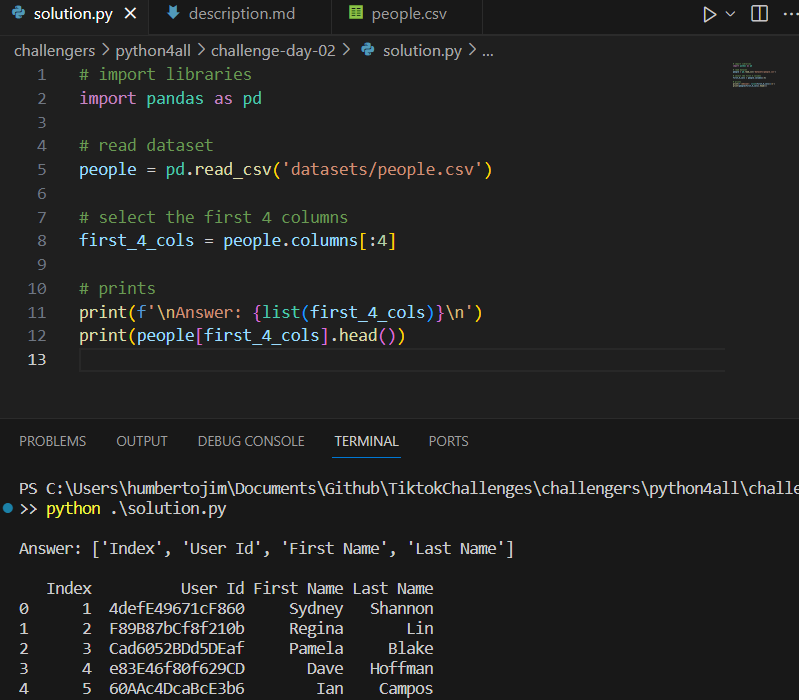 solution.py
description.md
people.csv
challengers > python4all > challenge-day-02 > solution.py > ...
1 # import libraries
2 import pandas as pd
3
4 # read dataset
5 people = pd.read_csv('datasets/people.csv')
6
7 # select the first 4 columns
8 first_4_cols = people.columns[:4]
9
10 # prints
11 print(f'\nAnswer: {list(first_4_cols)}\n')
12 print(people[first_4_cols].head())
13
PROBLEMS OUTPUT DEBUG CONSOLE TERMINAL PORTS
PS C:\Users\humbertojim\Documents\Github\TiktokChallenges\challengers\python4all\challe
>> python .\solution.py
Answer: ['Index', 'User Id', 'First Name', 'Last Name']
Index User Id First Name Last Name
0 1 4defE49671cF860 Sydney Shannon
1 2 F89B87bCf8f210b Regina Lin
2 3 Cad6052BDd5DEaf Pamela Blake
3 4 e83E46f80f629CD Dave Hoffman
4 5 60AAc4DcaBcE3b6 Ian Campos